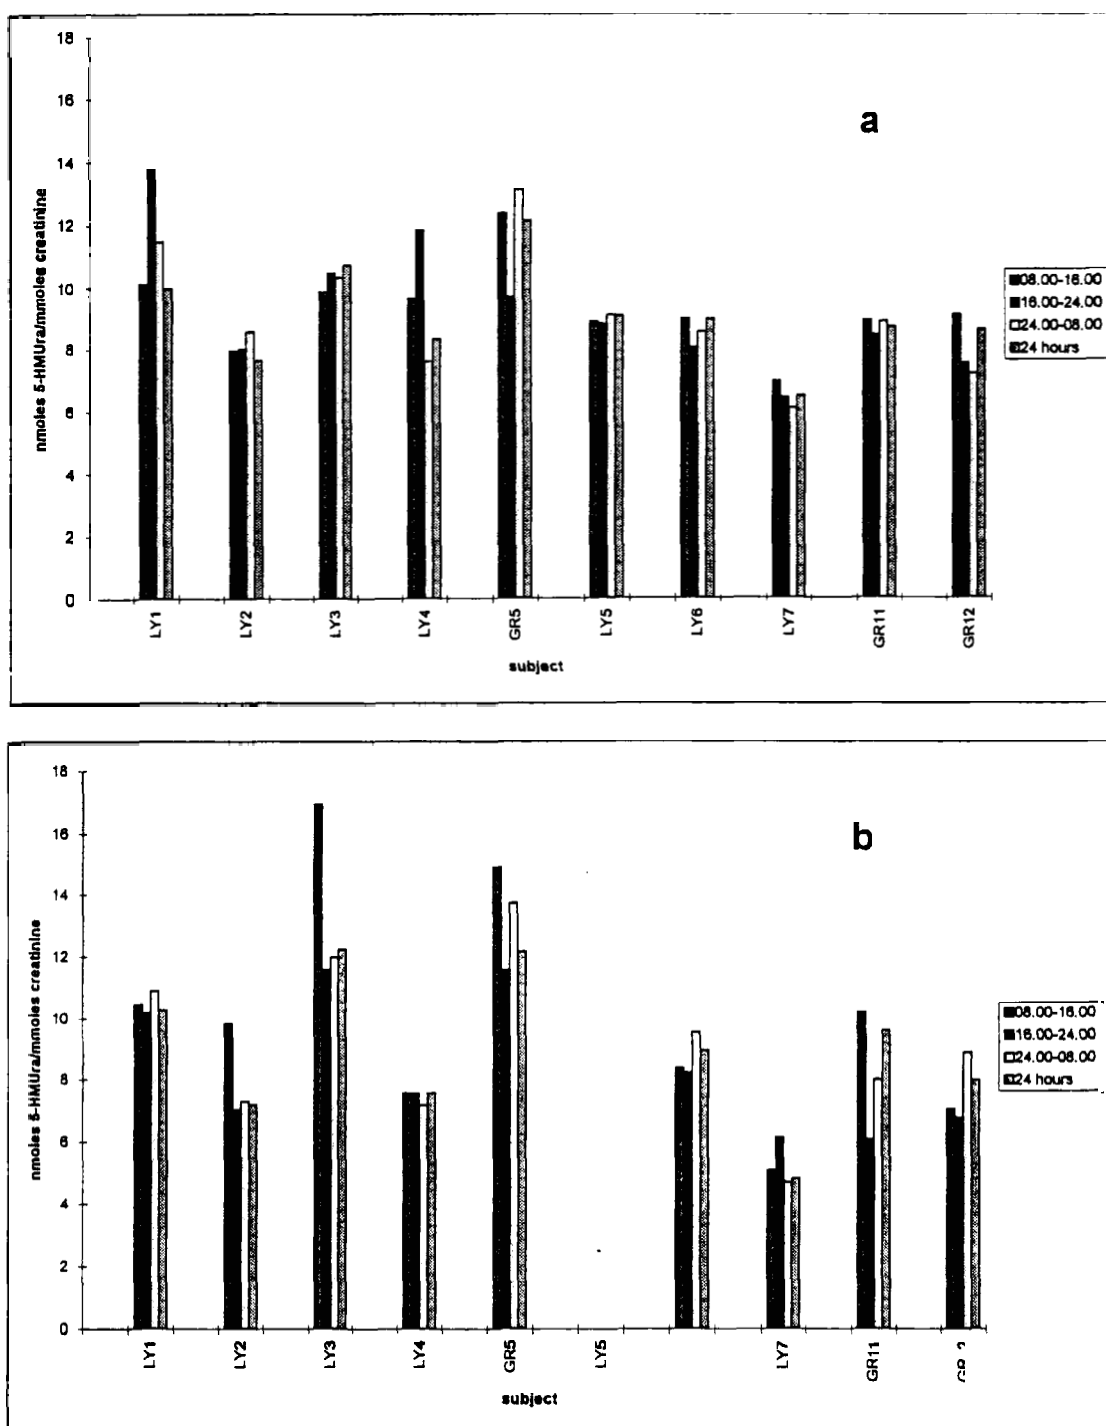 18
16
14
12
10
8
6
4
2
0
nmoles 5-HMUra/mmoles creatinine
a
08.00-16.00
16.00-24.00
24.00-08.00
24 hours
LY1
LY2
LY3
LY4
GR5
LY5
LY6
LY7
GR11
GR12
subject
18
16
14
12
10
8
6
4
2
0
nmoles 5-HMUra/mmoles creatinine
b
08.00-16.00
16.00-24.00
24.00-08.00
24 hours
LY1
LY2
LY3
LY4
GR5
LY5
LY7
GR11
subject